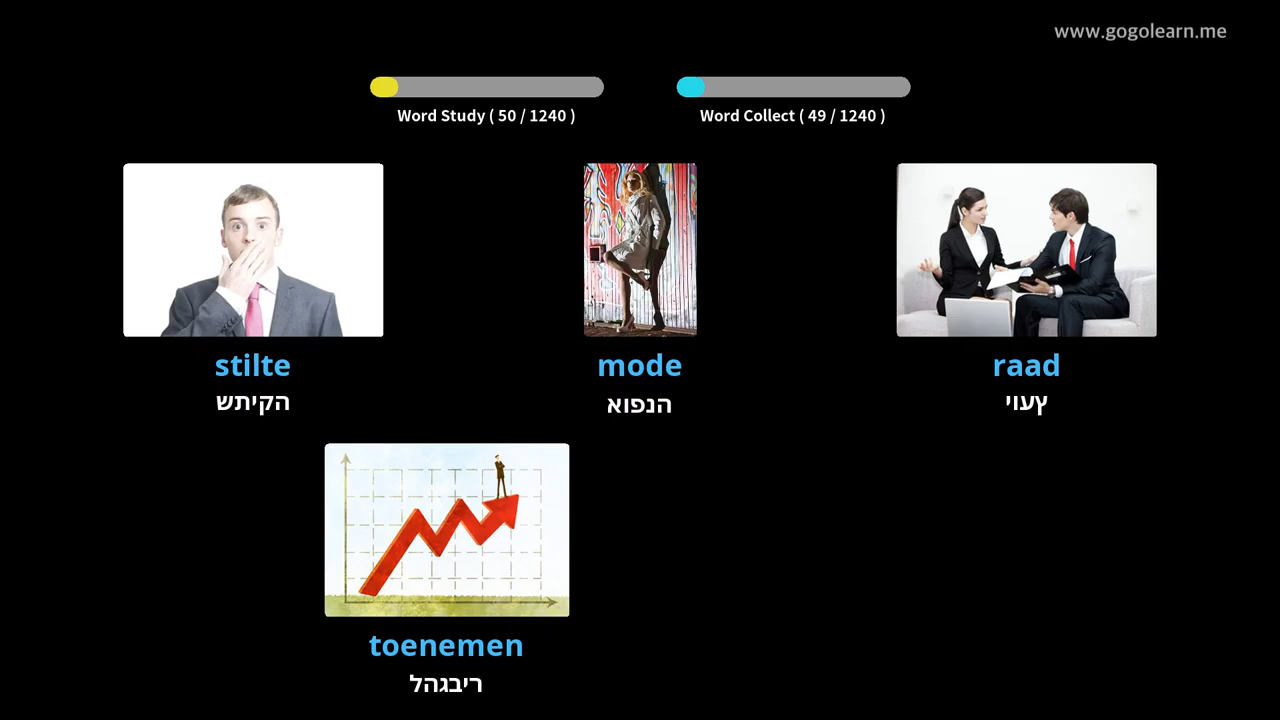 www.gogolearn.me
Word Study ( 50 / 1240 )
Word Collect ( 49 / 1240 )
stilte
הקיתש
mode
הנפוא
raad
ץעוי
toenemen
ריבגהל